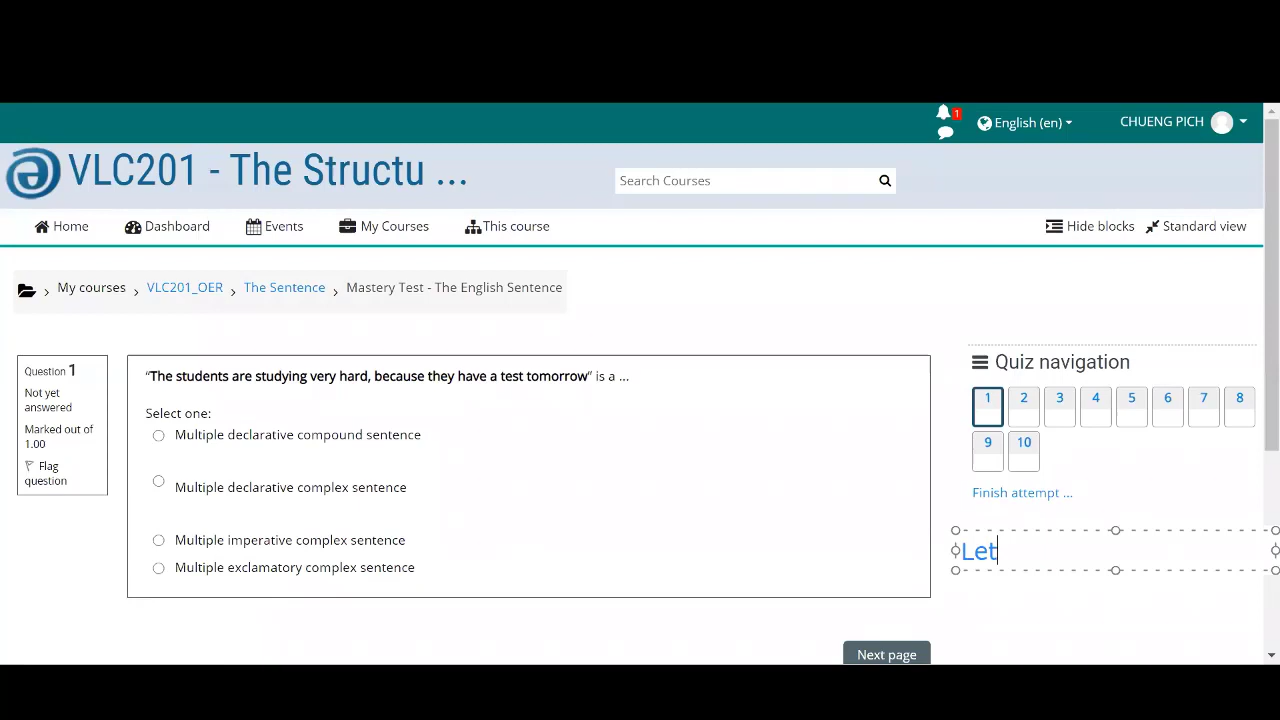 1
English (en)
CHUENG PICH
VLC201 - The Structu ...
Search Courses
Home
Dashboard
Events
My Courses
This course
Hide blocks
Standard view
My courses
VLC201_OER
The Sentence
Mastery Test - The English Sentence
Question 1
Not yet
answered
Marked out of
1.00
Flag
question
“The students are studying very hard, because they have a test tomorrow” is a ...
Select one:
Multiple declarative compound sentence
Multiple declarative complex sentence
Multiple imperative complex sentence
Multiple exclamatory complex sentence
Next page
Quiz navigation
1 2 3 4 5 6 7 8
9 10
Finish attempt ...
Let